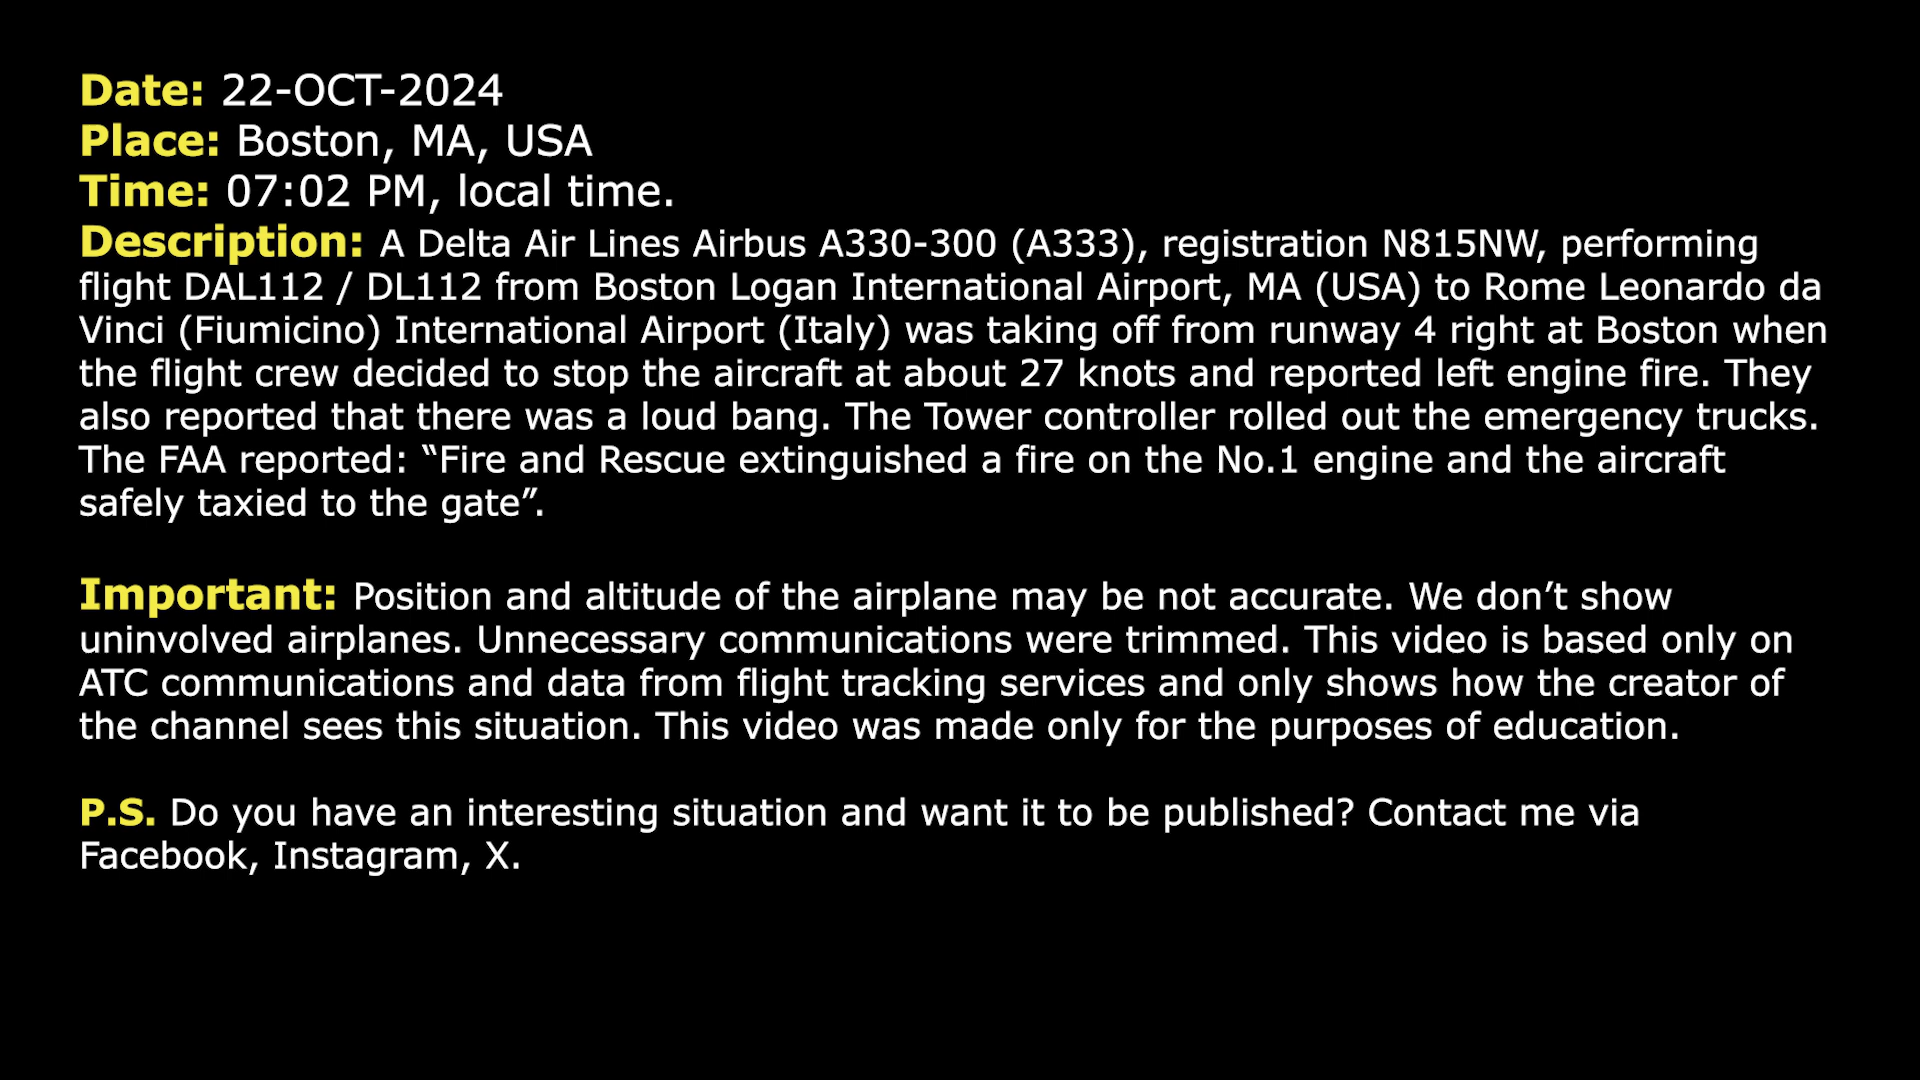 Date: 22-OCT-2024
Place: Boston, MA, USA
Time: 07:02 PM, local time.
Description: A Delta Air Lines Airbus A330-300 (A333), registration N815NW, performing
flight DAL112 / DL112 from Boston Logan International Airport, MA (USA) to Rome Leonardo da
Vinci (Fiumicino) International Airport (Italy) was taking off from runway 4 right at Boston when
the flight crew decided to stop the aircraft at about 27 knots and reported left engine fire. They
also reported that there was a loud bang. The Tower controller rolled out the emergency trucks.
The FAA reported: “Fire and Rescue extinguished a fire on the No.1 engine and the aircraft
safely taxied to the gate”.
Important: Position and altitude of the airplane may be not accurate. We don’t show
uninvolved airplanes. Unnecessary communications were trimmed. This video is based only on
ATC communications and data from flight tracking services and only shows how the creator of
the channel sees this situation. This video was made only for the purposes of education.
P.S. Do you have an interesting situation and want it to be published? Contact me via
Facebook, Instagram, X.